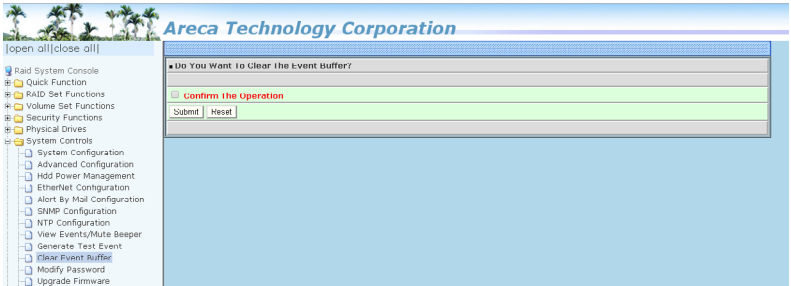 Areca Technology Corporation
|open all|close all|
Raid System Console
Quick Function
RAID Set Functions
Volume Set Functions
Security Functions
Physical Drives
System Controls
System Configuration
Advanced Configuration
Hdd Power Management
EtherNet Configuration
Alert By Mail Configuration
SNMP Configuration
NTP Configuration
View Events/Mute Beeper
Generate Test Event
Clear Event Buffer
Modify Password
Upgrade Firmware
Do You Want To Clear The Event Buffer?
Confirm The Operation
Submit Reset